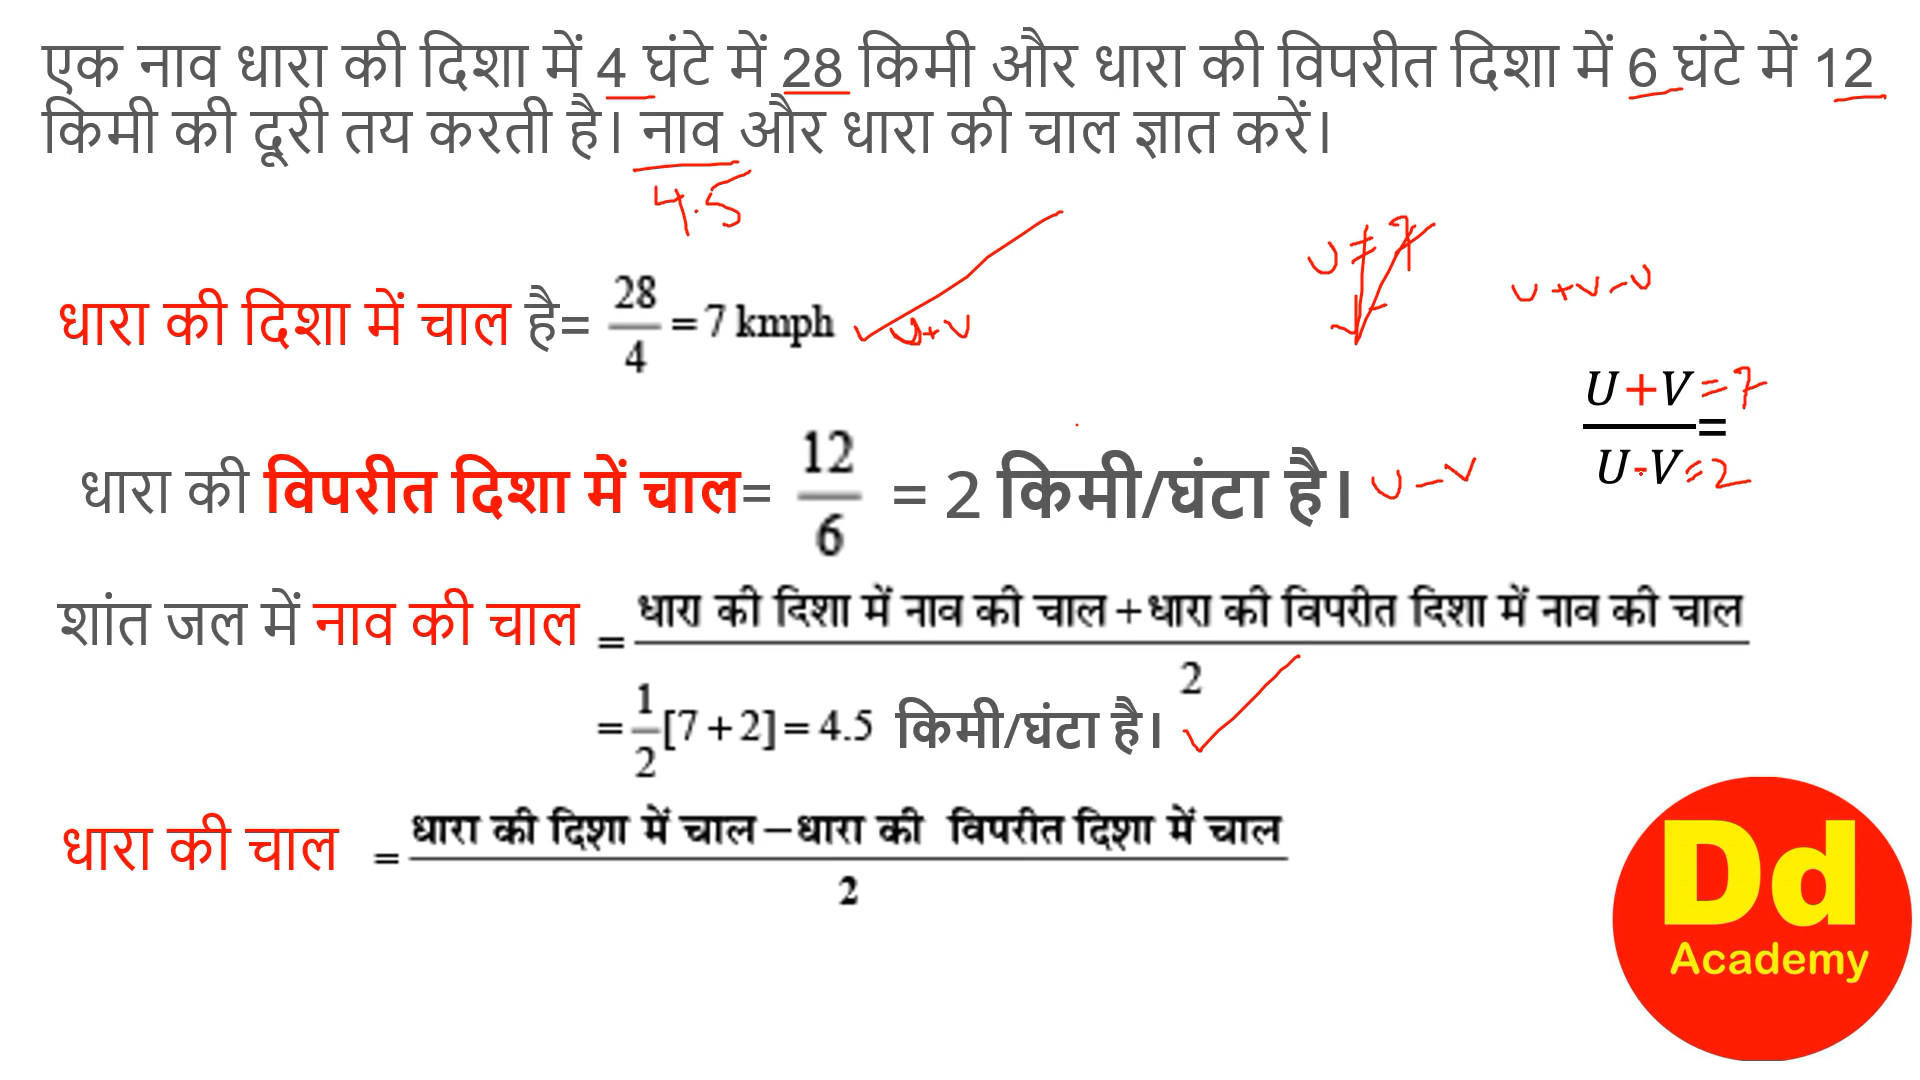 एक नाव धारा की दिशा में 4 घंटे में 28 किमी और धारा की विपरीत दिशा में 6 घंटे में 12
किमी की दूरी तय करती है। नाव और धारा की चाल ज्ञात करें।
4.5
U = 7
U + V - U
धारा की दिशा में चाल है= 28/4 = 7 kmph U+V
U+V = 7
=
U-V = 2
धारा की विपरीत दिशा में चाल= 12/6 = 2 किमी/घंटा है। U - V
शांत जल में नाव की चाल = धारा की दिशा में नाव की चाल+धारा की विपरीत दिशा में नाव की चाल
2
= 1/2 [7+2] = 4.5 किमी/घंटा है।
धारा की चाल = धारा की दिशा में चाल–धारा की विपरीत दिशा में चाल
2
Dd
Academy